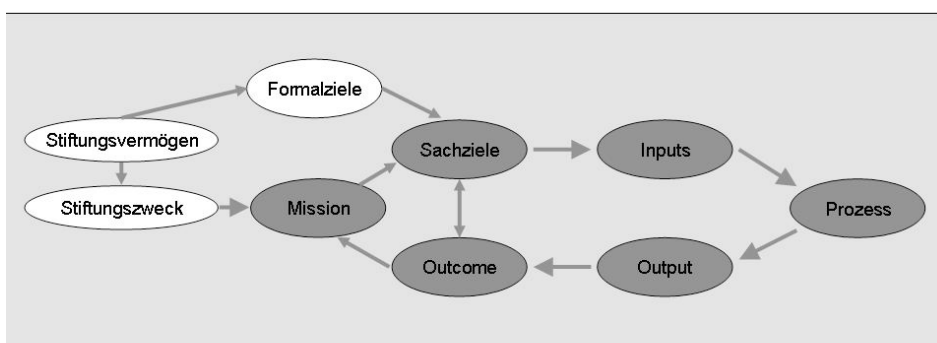 Formalziele
Stiftungsvermögen
Sachziele
Inputs
Stiftungszweck
Mission
Prozess
Outcome
Output